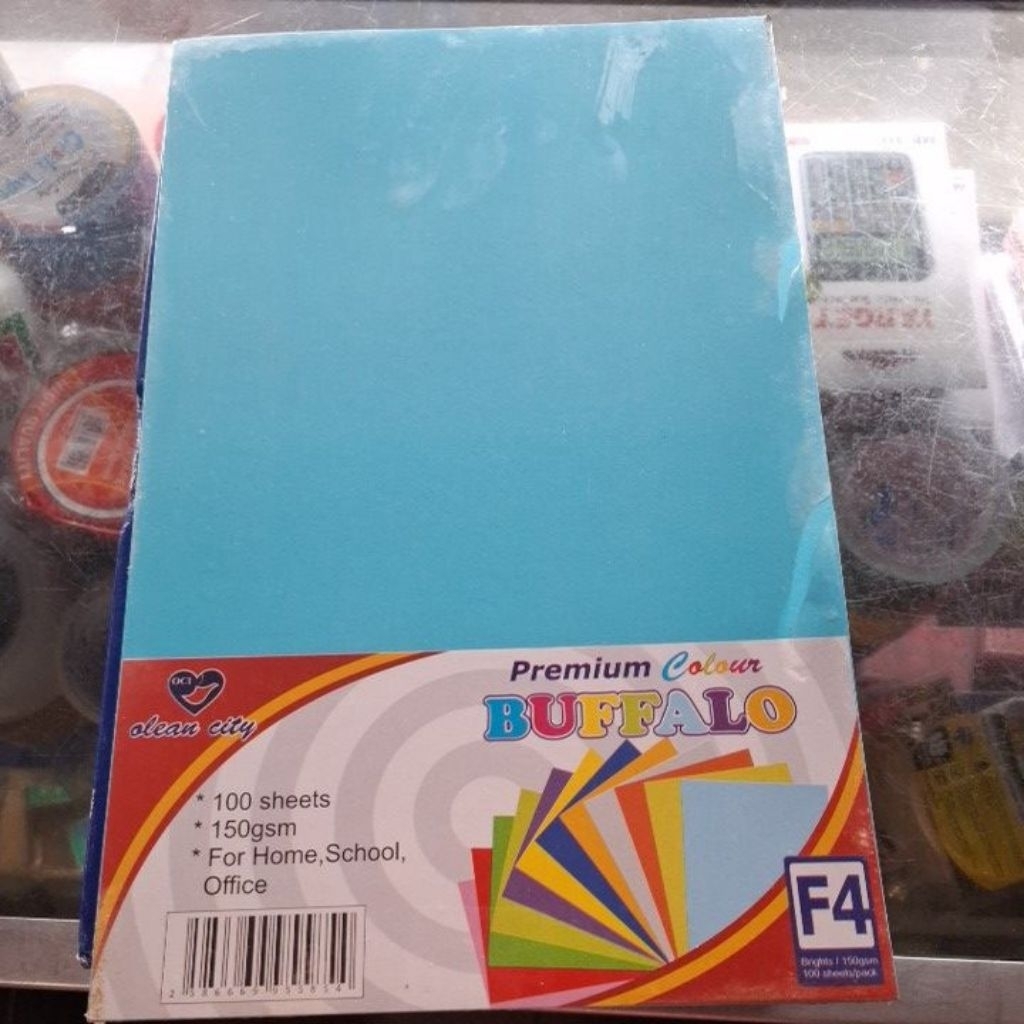 OCI
olean city
Premium Colour
BUFFALO
* 100 sheets
* 150gsm
* For Home,School,
Office
F4
Brights / 150gsm
100 sheets/pack
TARGET